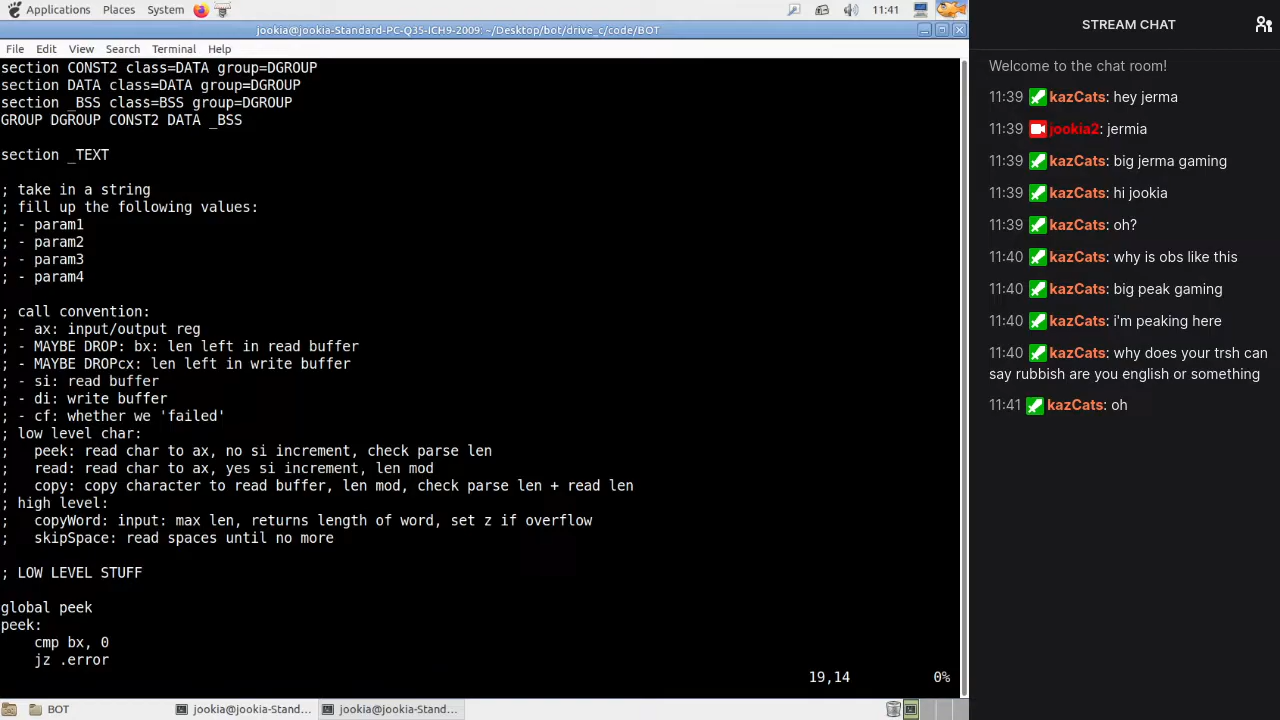 Applications Places System 11:41
jookia@jookia-Standard-PC-Q35-ICH9-2009: ~/Desktop/bot/drive_c/code/BOT
File Edit View Search Terminal Help
section CONST2 class=DATA group=DGROUP
section DATA class=DATA group=DGROUP
section _BSS class=BSS group=DGROUP
GROUP DGROUP CONST2 DATA _BSS
section _TEXT
; take in a string
; fill up the following values:
; - param1
; - param2
; - param3
; - param4
; call convention:
; - ax: input/output reg
; - MAYBE DROP: bx: len left in read buffer
; - MAYBE DROPcx: len left in write buffer
; - si: read buffer
; - di: write buffer
; - cf: whether we 'failed'
; low level char:
;   peek: read char to ax, no si increment, check parse len
;   read: read char to ax, yes si increment, len mod
;   copy: copy character to read buffer, len mod, check parse len + read len
; high level:
;   copyWord: input: max len, returns length of word, set z if overflow
;   skipSpace: read spaces until no more
; LOW LEVEL STUFF
global peek
peek:
    cmp bx, 0
    jz .error
19,14 0%
BOT jookia@jookia-Stand... jookia@jookia-Stand...
STREAM CHAT
Welcome to the chat room!
11:39 kazCats: hey jerma
11:39 jookia2: jermia
11:39 kazCats: big jerma gaming
11:39 kazCats: hi jookia
11:39 kazCats: oh?
11:40 kazCats: why is obs like this
11:40 kazCats: big peak gaming
11:40 kazCats: i'm peaking here
11:40 kazCats: why does your trsh can
say rubbish are you english or something
11:41 kazCats: oh